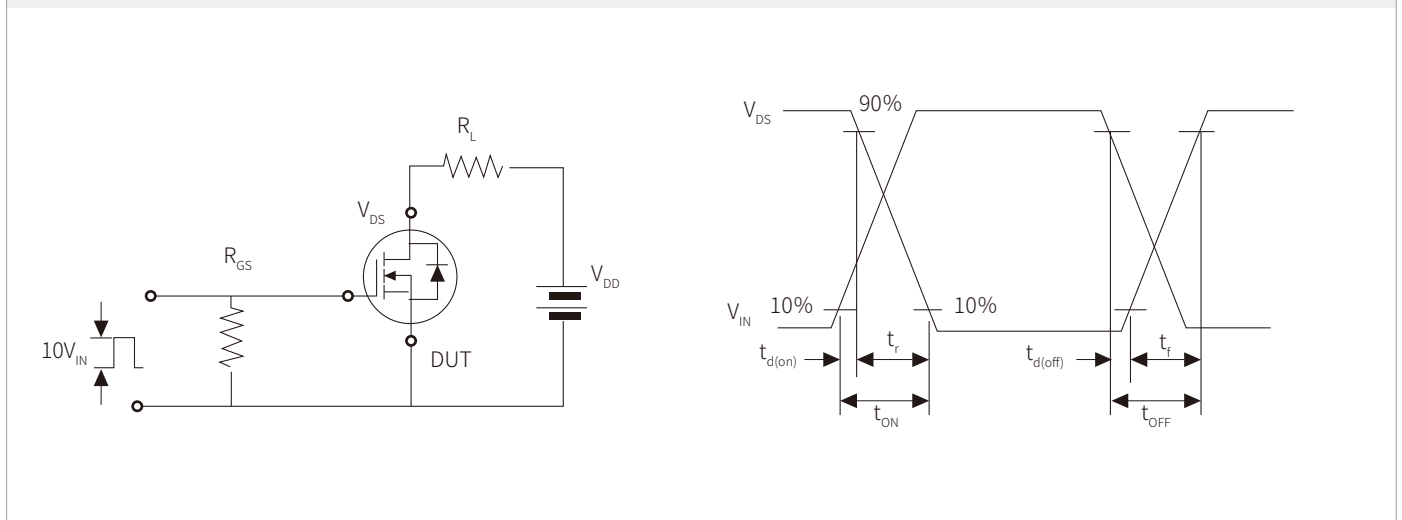 R_L
V_DS
R_GS
V_DD
10V_IN
DUT
V_DS 90%
V_IN 10% 10%
t_d(on) t_r t_d(off) t_f
t_ON t_OFF